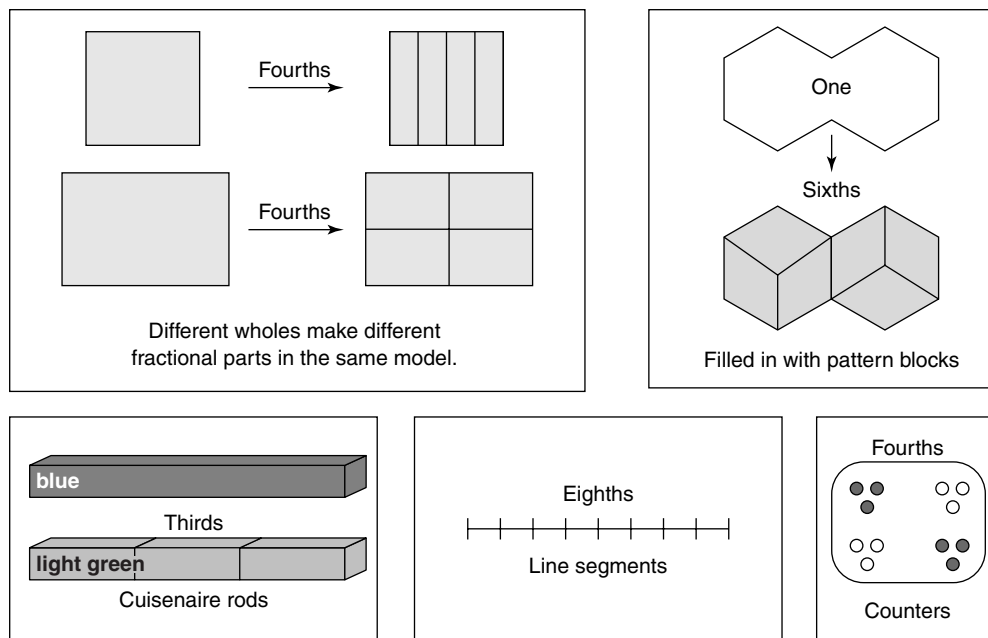 Fourths
Fourths
Different wholes make different
fractional parts in the same model.
One
Sixths
Filled in with pattern blocks
blue
Thirds
light green
Cuisenaire rods
Eighths
Line segments
Fourths
Counters